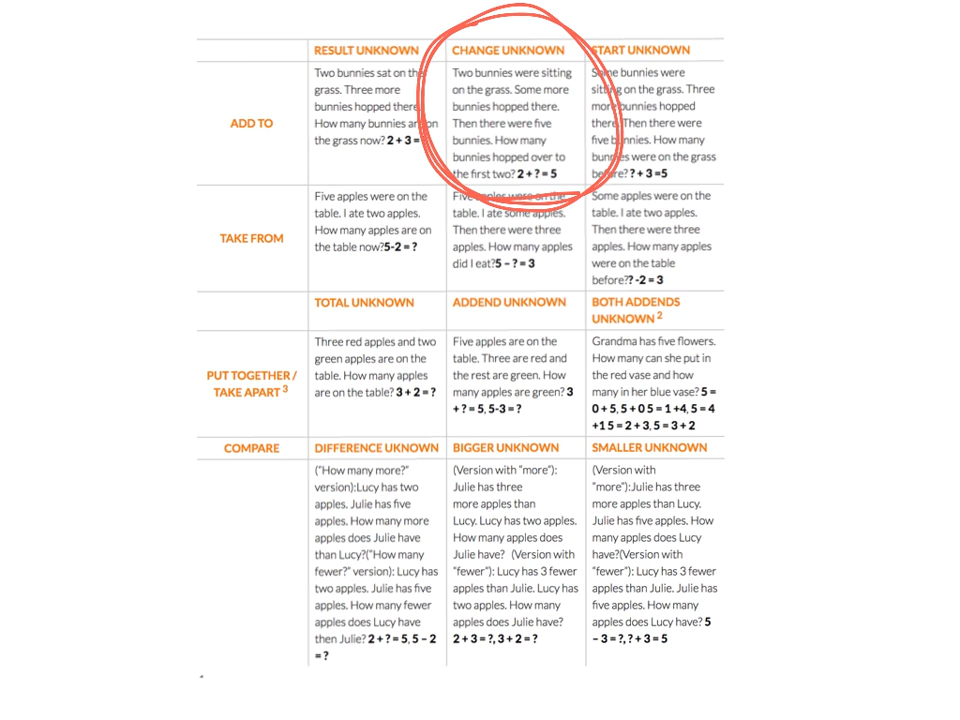 RESULT UNKNOWN
CHANGE UNKNOWN
START UNKNOWN
ADD TO
Two bunnies sat on the
grass. Three more
bunnies hopped there.
How many bunnies are on
the grass now? 2 + 3 =
Two bunnies were sitting
on the grass. Some more
bunnies hopped there.
Then there were five
bunnies. How many
bunnies hopped over to
the first two? 2 + ? = 5
Some bunnies were
sitting on the grass. Three
more bunnies hopped
there. Then there were
five bunnies. How many
bunnies were on the grass
before? ? + 3 =5
TAKE FROM
Five apples were on the
table. I ate two apples.
How many apples are on
the table now?5-2 = ?
Five apples were on the
table. I ate some apples.
Then there were three
apples. How many apples
did I eat?5 – ? = 3
Some apples were on the
table. I ate two apples.
Then there were three
apples. How many apples
were on the table
before?? -2 = 3
TOTAL UNKNOWN
ADDEND UNKNOWN
BOTH ADDENDS
UNKNOWN 2
PUT TOGETHER /
TAKE APART 3
Three red apples and two
green apples are on the
table. How many apples
are on the table? 3 + 2 = ?
Five apples are on the
table. Three are red and
the rest are green. How
many apples are green? 3
+ ? = 5, 5-3 = ?
Grandma has five flowers.
How many can she put in
the red vase and how
many in her blue vase? 5 =
0 + 5, 5 + 0 5 = 1 +4, 5 = 4
+1 5 = 2 + 3, 5 = 3 + 2
COMPARE
DIFFERENCE UKNOWN
BIGGER UNKNOWN
SMALLER UNKNOWN
("How many more?"
version):Lucy has two
apples. Julie has five
apples. How many more
apples does Julie have
than Lucy?("How many
fewer?" version): Lucy has
two apples. Julie has five
apples. How many fewer
apples does Lucy have
then Julie? 2 + ? = 5, 5 – 2
= ?
(Version with "more"):
Julie has three
more apples than
Lucy. Lucy has two apples.
How many apples does
Julie have? (Version with
"fewer"): Lucy has 3 fewer
apples than Julie. Lucy has
two apples. How many
apples does Julie have?
2 + 3 = ?, 3 + 2 = ?
(Version with
"more"):Julie has three
more apples than Lucy.
Julie has five apples. How
many apples does Lucy
have?(Version with
"fewer"): Lucy has 3 fewer
apples than Julie. Julie has
five apples. How many
apples does Lucy have? 5
– 3 = ?, ? + 3 = 5